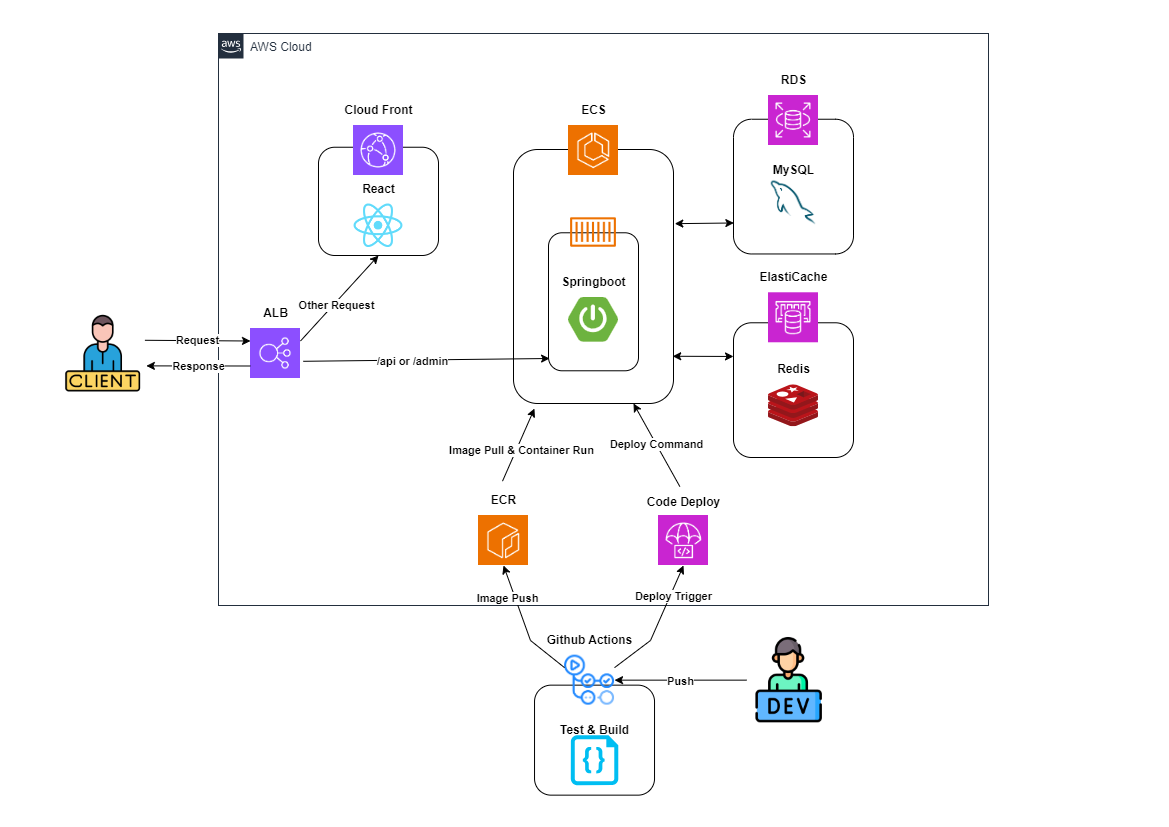 aws
AWS Cloud
RDS
Cloud Front
ECS
MySQL
React
Springboot
ElastiCache
Other Request
ALB
Request
/api or /admin
Response
CLIENT
Redis
Image Pull & Container Run
Deploy Command
ECR
Code Deploy
Image Push
Deploy Trigger
Github Actions
Push
DEV
Test & Build